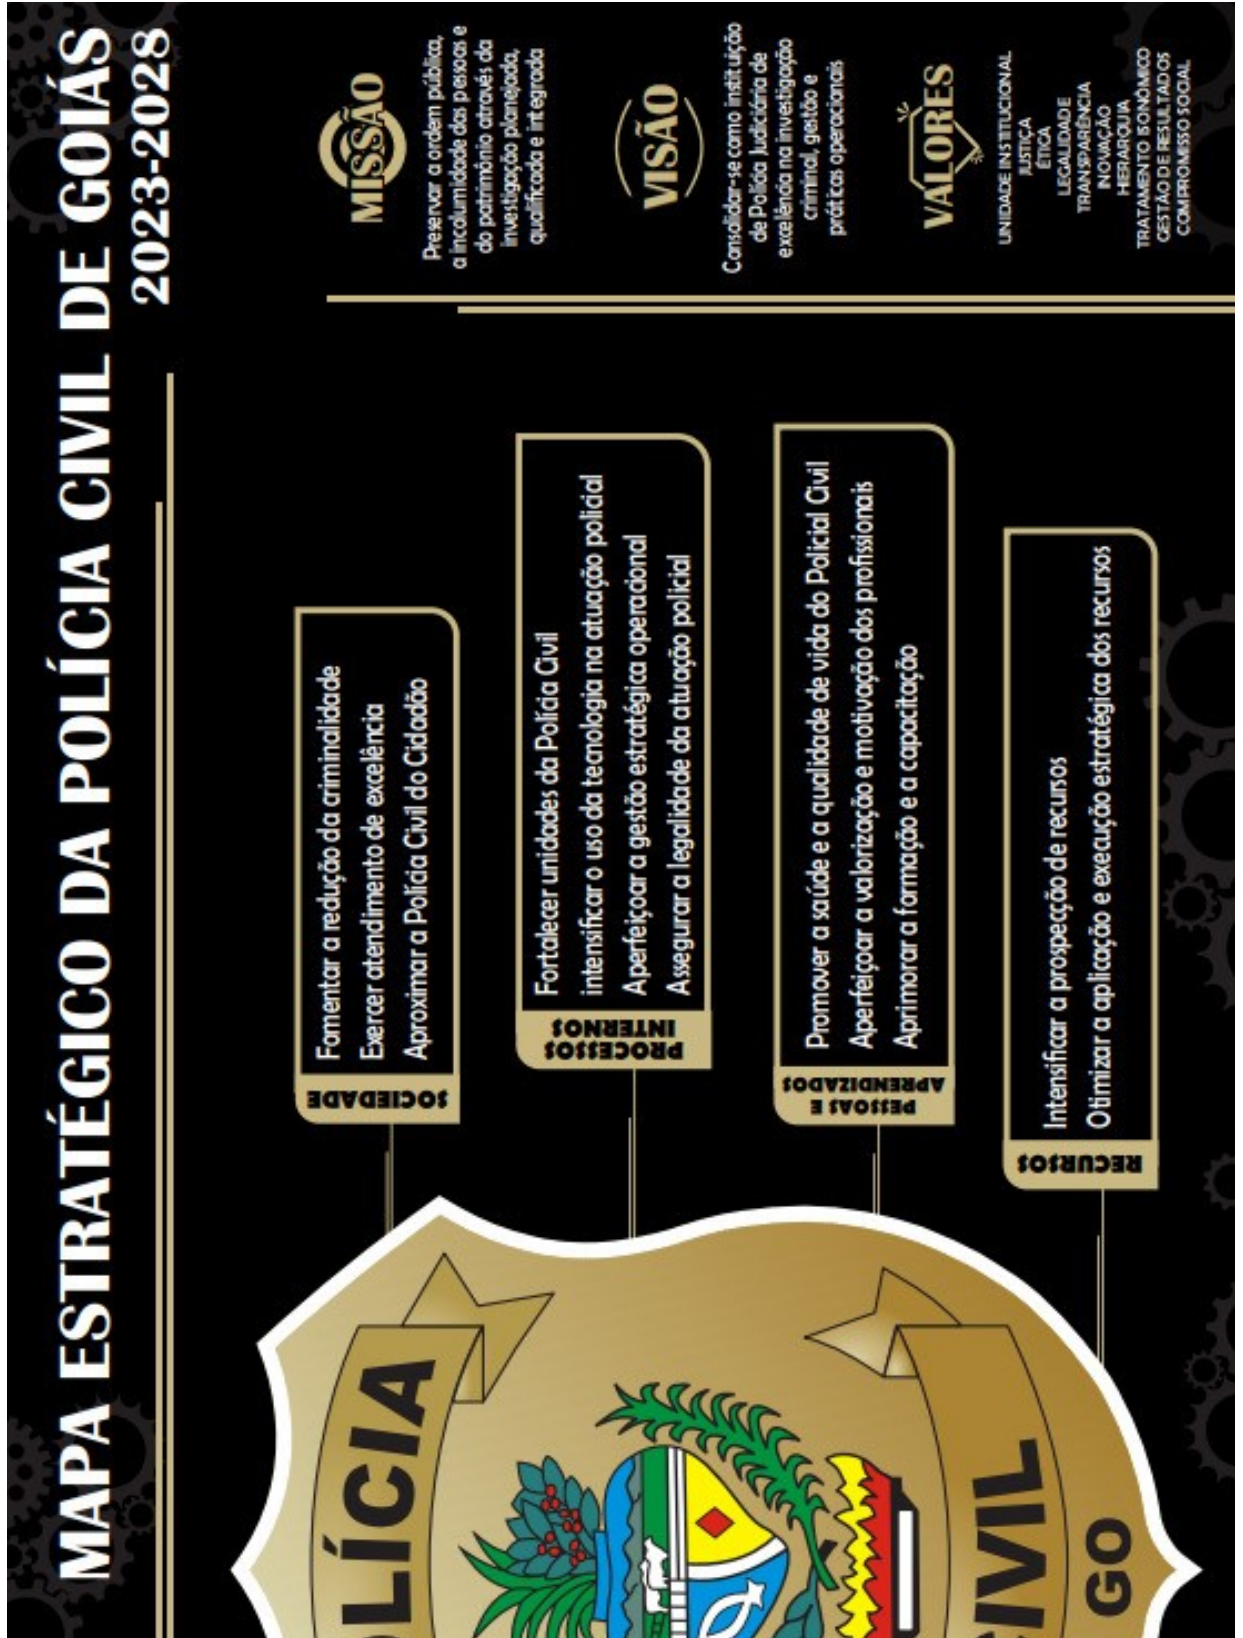 MAPA ESTRATÉGICO DA POLÍCIA CIVIL DE GOIÁS
2023-2028
OLÍCIA
CIVIL
GO
SOCIEDADE
Fomentar a redução da criminalidade
Exercer atendimento de excelência
Aproximar a Polícia Civil do Cidadão
PROCESSOS
INTERNOS
Fortalecer unidades da Polícia Civil
intensificar o uso da tecnologia na atuação policial
Aperfeiçoar a gestão estratégica operacional
Assegurar a legalidade da atuação policial
PESSOAS E
APRENDIZADOS
Promover a saúde e a qualidade de vida do Policial Civil
Aperfeiçoar a valorização e motivação dos profissionais
Aprimorar a formação e a capacitação
RECURSOS
Intensificar a prospecção de recursos
Otimizar a aplicação e execução estratégica dos recursos
MISSÃO
Preservar a ordem pública,
a incolumidade das pessoas e
do patrimônio através da
investigação planejada,
qualificada e integrada
VISÃO
Consolidar-se como instituição
de Polícia Judiciária de
excelência na investigação
criminal, gestão e
práticas operacionais
VALORES
UNIDADE INSTITUCIONAL
JUSTIÇA
ÉTICA
LEGALIDADE
TRANSPARÊNCIA
INOVAÇÃO
HIERARQUIA
TRATAMENTO ISONÔMICO
GESTÃO DE RESULTADOS
COMPROMISSO SOCIAL